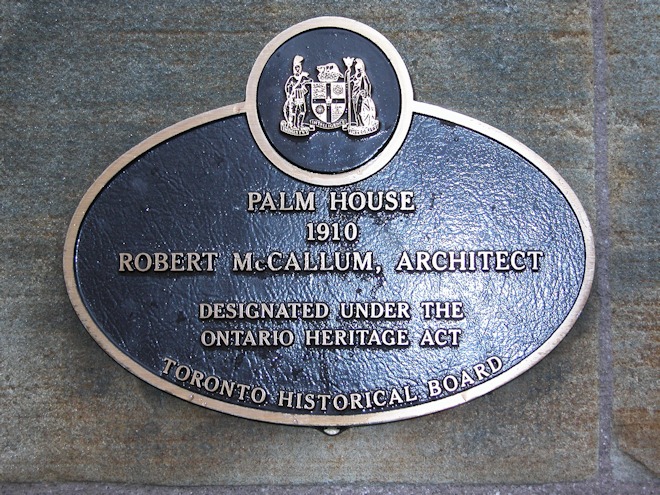 PALM HOUSE
1910
ROBERT McCALLUM, ARCHITECT
DESIGNATED UNDER THE
ONTARIO HERITAGE ACT
TORONTO HISTORICAL BOARD